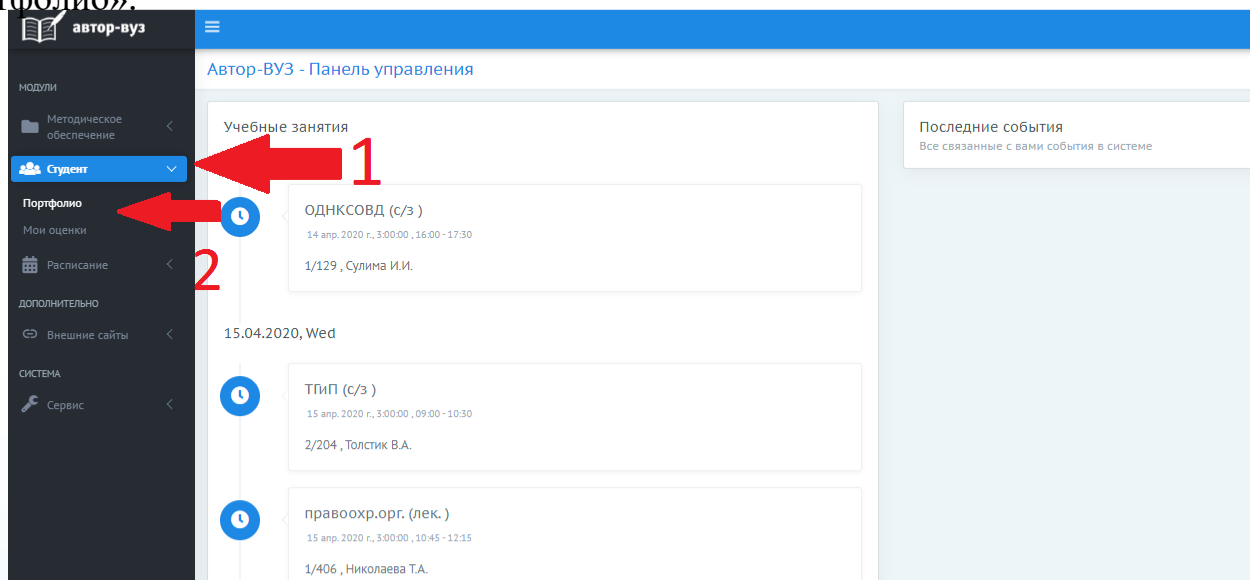 тфолио».
автор-вуз
Автор-ВУЗ - Панель управления
МОДУЛИ
Методическое
обеспечение
Студент
Портфолио
Мои оценки
Расписание
ДОПОЛНИТЕЛЬНО
Внешние сайты
СИСТЕМА
Сервис
1
2
Учебные занятия
ОДНКСОВД (с/з )
14 апр. 2020 г., 3:00:00 , 16:00 - 17:30
1/129 , Сулима И.И.
15.04.2020, Wed
ТГиП (с/з )
15 апр. 2020 г., 3:00:00 , 09:00 - 10:30
2/204 , Толстик В.А.
правоохр.орг. (лек. )
15 апр. 2020 г., 3:00:00 , 10:45 - 12:15
1/406 , Николаева Т.А.
Последние события
Все связанные с вами события в системе